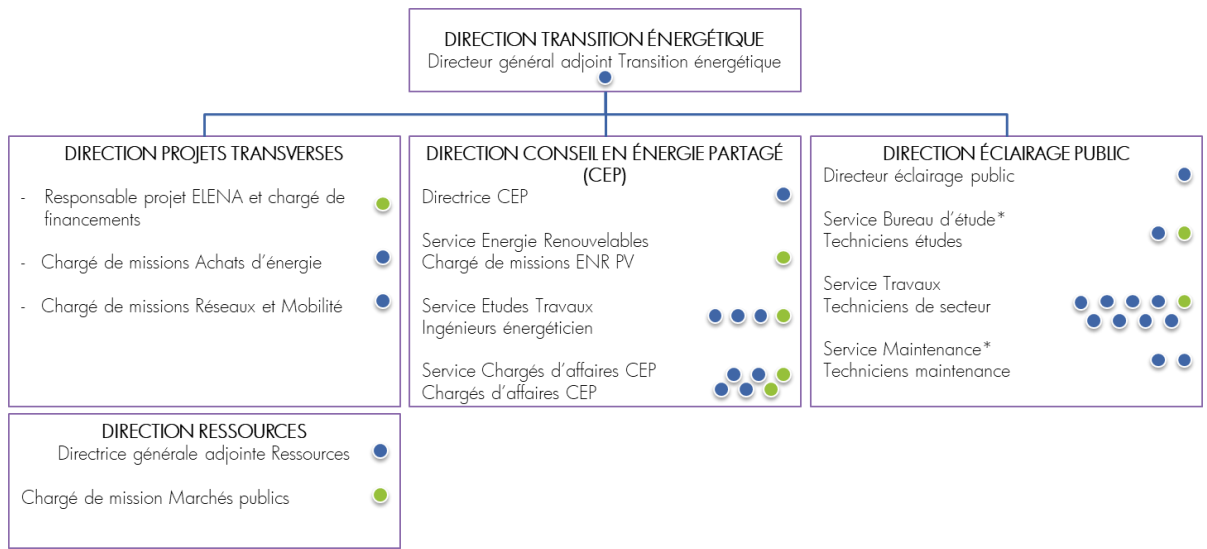 DIRECTION TRANSITION ÉNERGÉTIQUE
Directeur général adjoint Transition énergétique
DIRECTION PROJETS TRANSVERSES
- Responsable projet ELENA et chargé de
financements
- Chargé de missions Achats d’énergie
- Chargé de missions Réseaux et Mobilité
DIRECTION CONSEIL EN ÉNERGIE PARTAGÉ
(CEP)
Directrice CEP
Service Energie Renouvelables
Chargé de missions ENR PV
Service Etudes Travaux
Ingénieurs énergéticien
Service Chargés d’affaires CEP
Chargés d’affaires CEP
DIRECTION ÉCLAIRAGE PUBLIC
Directeur éclairage public
Service Bureau d’étude*
Techniciens études
Service Travaux
Techniciens de secteur
Service Maintenance*
Techniciens maintenance
DIRECTION RESSOURCES
Directrice générale adjointe Ressources
Chargé de mission Marchés publics